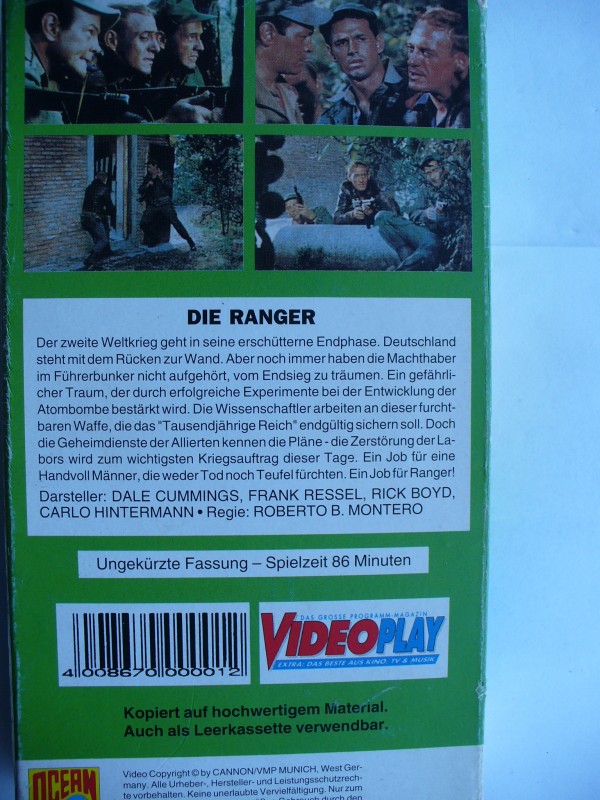 DIE RANGER
Der zweite Weltkrieg geht in seine erschütterne Endphase. Deutschland
steht mit dem Rücken zur Wand. Aber noch immer haben die Machthaber
im Führerbunker nicht aufgehört, vom Endsieg zu träumen. Ein gefährli-
cher Traum, der durch erfolgreiche Experimente bei der Entwicklung der
Atombombe bestärkt wird. Die Wissenschaftler arbeiten an dieser furcht-
baren Waffe, die das "Tausendjährige Reich" endgültig sichern soll. Doch
die Geheimdienste der Allierten kennen die Pläne - die Zerstörung der La-
bors wird zum wichtigsten Kriegsauftrag dieser Tage. Ein Job für eine
Handvoll Männer, die weder Tod noch Teufel fürchten. Ein Job für Ranger!
Darsteller: DALE CUMMINGS, FRANK RESSEL, RICK BOYD,
CARLO HINTERMANN • Regie: ROBERTO B. MONTERO
Ungekürzte Fassung – Spielzeit 86 Minuten
4 008670 000012
DAS GROSSE PROGRAMM-MAGAZIN
VIDEOPLAY
EXTRA: DAS BESTE AUS KINO, TV & MUSIK
Kopiert auf hochwertigem Material.
Auch als Leerkassette verwendbar.
OCEAN
Video Copyright © by CANNON/VMP MUNICH, West Ger-
many. Alle Urheber-, Hersteller- und Leistungsschutzrech-
te vorbehalten. Keine unerlaubte Vervielfältigung. Nur zum
Gebrauch durch den